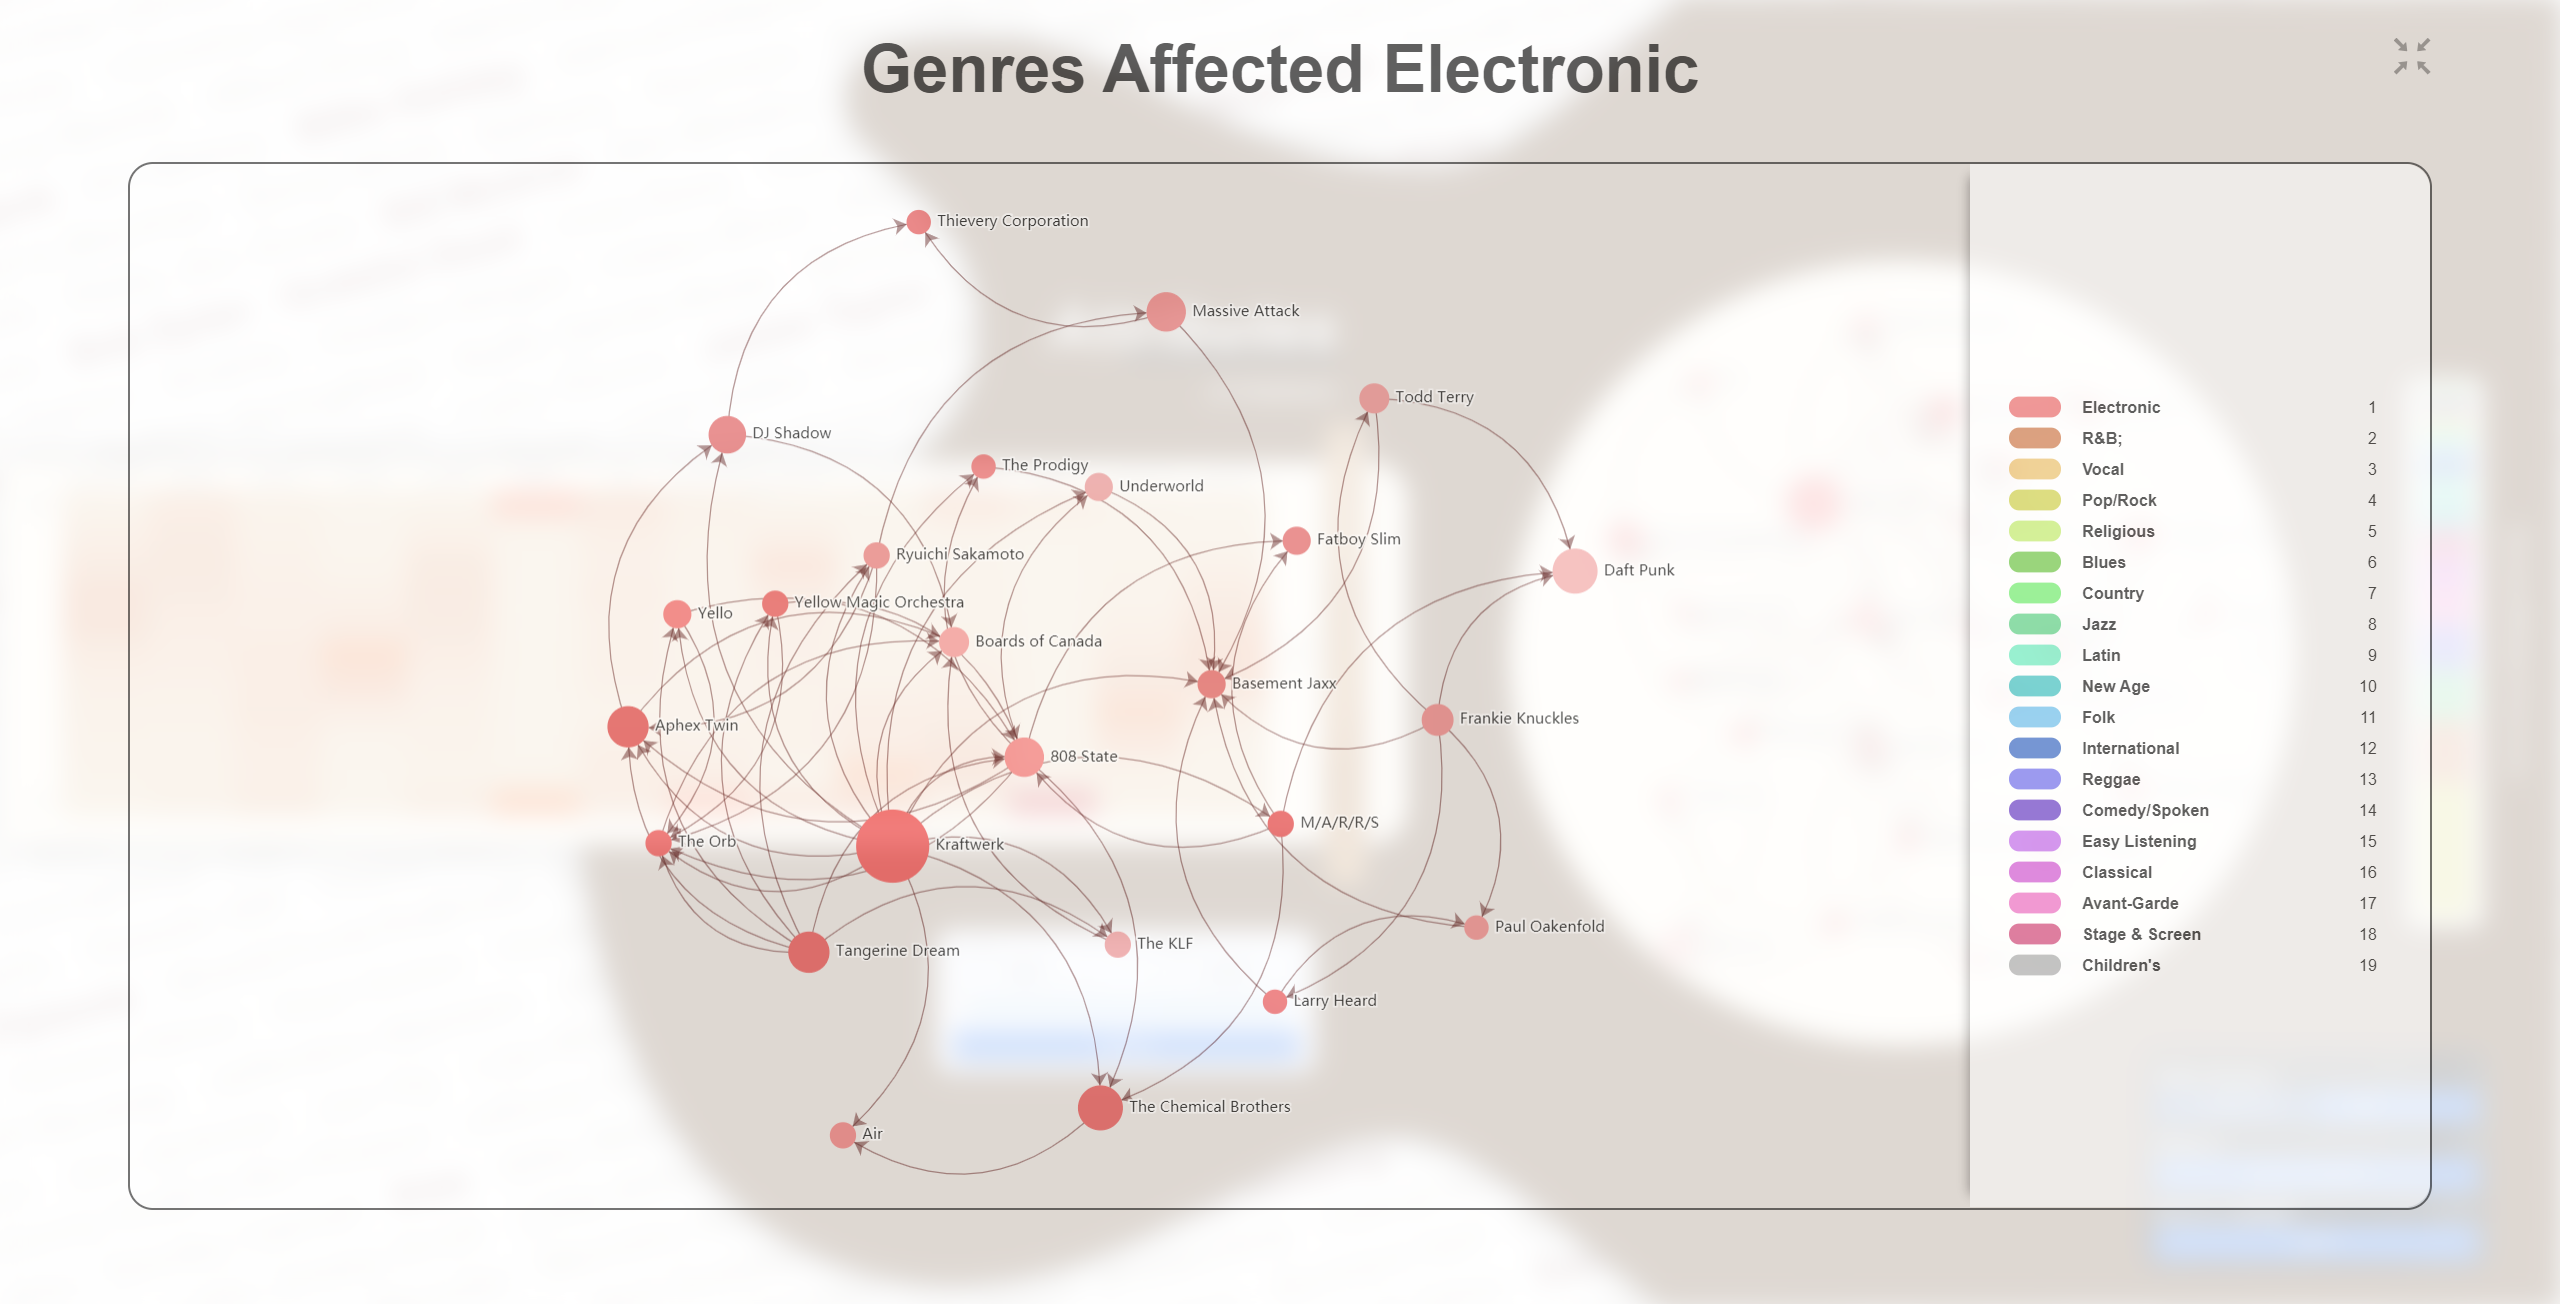 Genres Affected Electronic
Thievery Corporation
Massive Attack
Todd Terry
DJ Shadow
The Prodigy
Underworld
Fatboy Slim
Ryuichi Sakamoto
Daft Punk
Yello
Yellow Magic Orchestra
Boards of Canada
Basement Jaxx
Aphex Twin
Frankie Knuckles
808 State
M/A/R/R/S
The Orb
Kraftwerk
Paul Oakenfold
The KLF
Tangerine Dream
Larry Heard
The Chemical Brothers
Air
Electronic 1
R&B; 2
Vocal 3
Pop/Rock 4
Religious 5
Blues 6
Country 7
Jazz 8
Latin 9
New Age 10
Folk 11
International 12
Reggae 13
Comedy/Spoken 14
Easy Listening 15
Classical 16
Avant-Garde 17
Stage & Screen 18
Children's 19